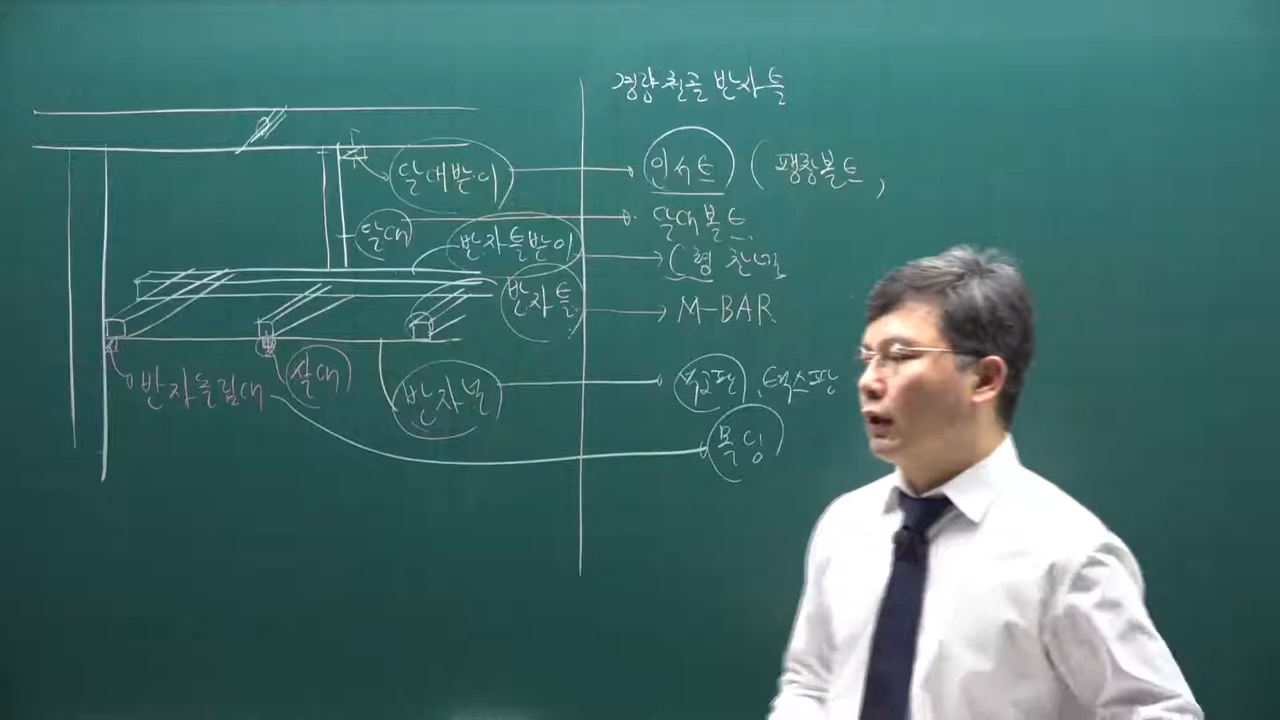 경량철골 반자틀
달대받이
인서트 (팽창볼트,
달대
달대볼트
반자틀받이
C형 찬넬
반자틀
M-BAR
반자돌림대
살대
반자널
석고판, 텍스판
몰딩